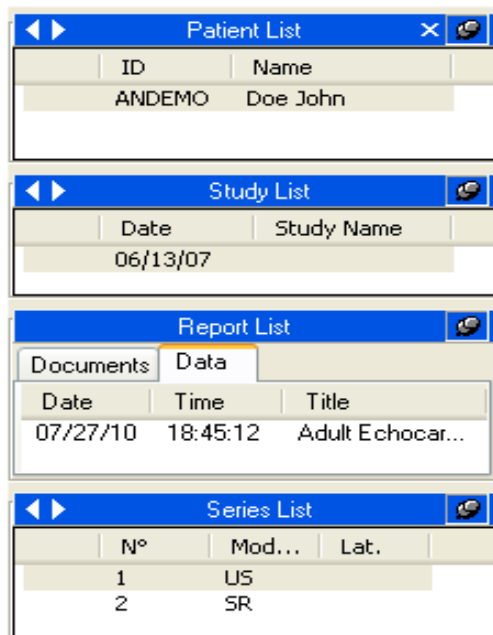 Patient List
ID Name
ANDEMO Doe John
Study List
Date Study Name
06/13/07
Report List
Documents Data
Date Time Title
07/27/10 18:45:12 Adult Echocar...
Series List
N° Mod... Lat.
1 US
2 SR